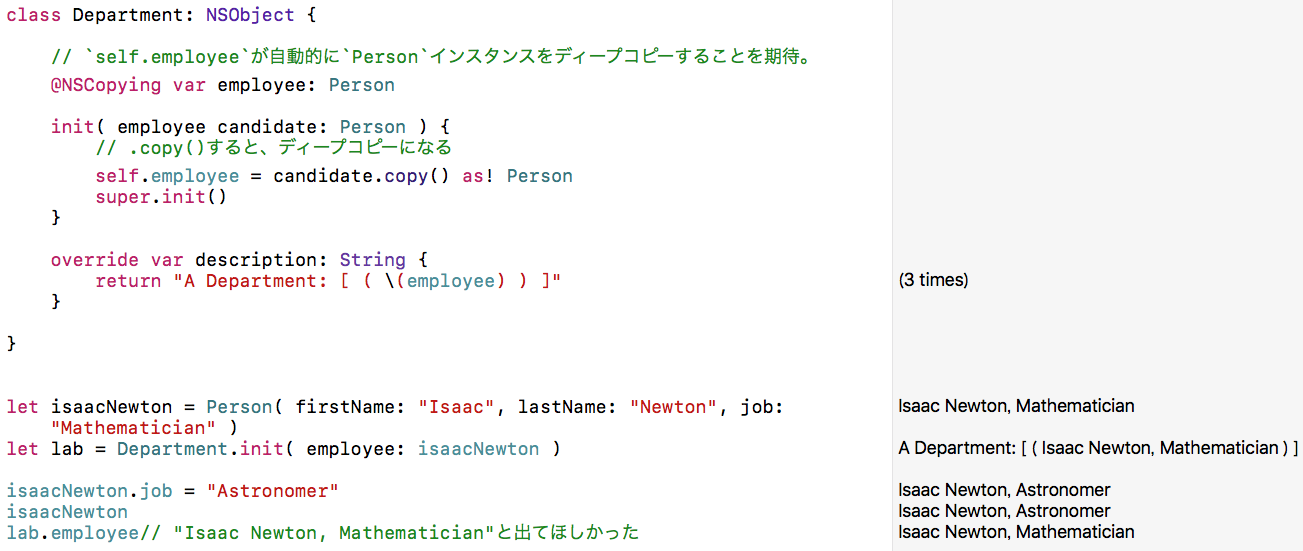 class Department: NSObject {
// `self.employee`が自動的に`Person`インスタンスをディープコピーすることを期待。
@NSCopying var employee: Person
init( employee candidate: Person ) {
// .copy()すると、ディープコピーになる
self.employee = candidate.copy() as! Person
super.init()
}
override var description: String {
return "A Department: [ ( \(employee) ) ]"
(3 times)
}
}
let isaacNewton = Person( firstName: "Isaac", lastName: "Newton", job:
Isaac Newton, Mathematician
"Mathematician" )
let lab = Department.init( employee: isaacNewton )
A Department: [ ( Isaac Newton, Mathematician ) ]
isaacNewton.job = "Astronomer"
Isaac Newton, Astronomer
isaacNewton
Isaac Newton, Astronomer
lab.employee// "Isaac Newton, Mathematician"と出てほしかった
Isaac Newton, Mathematician